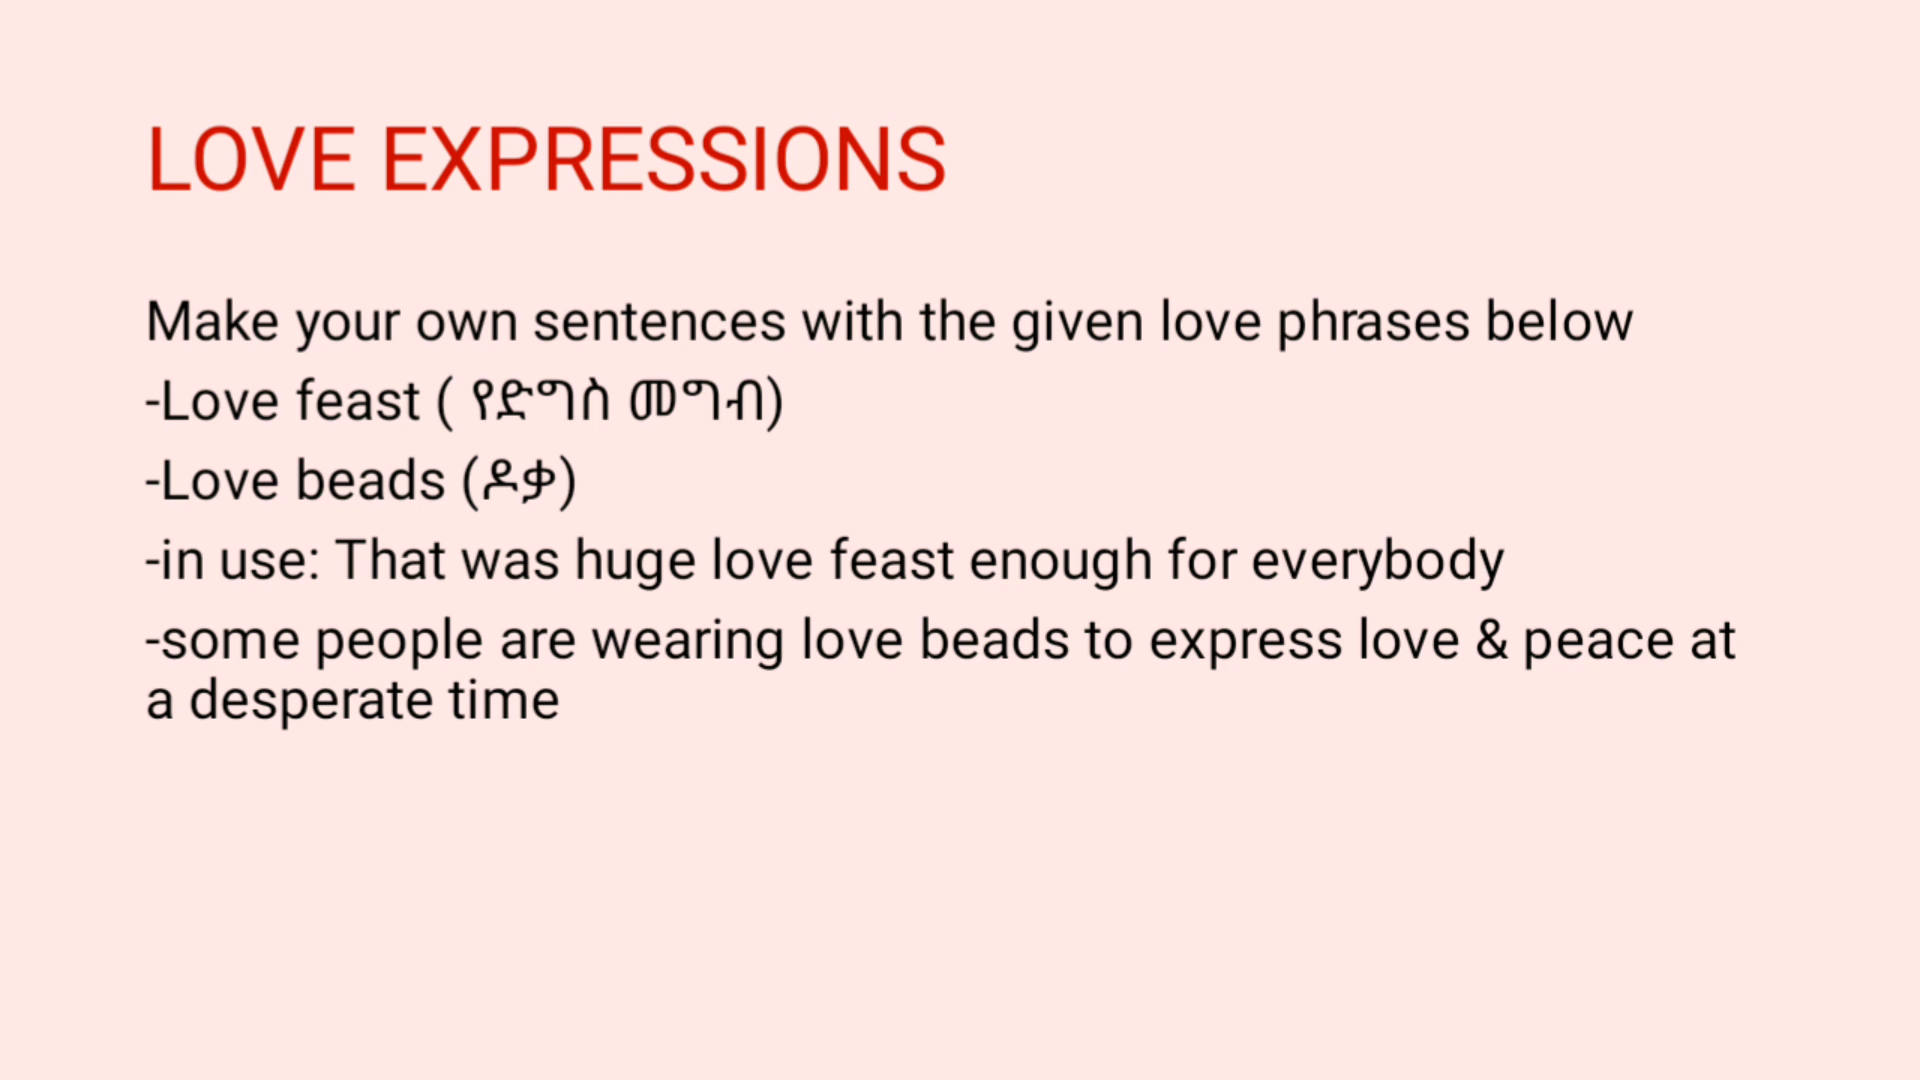 LOVE EXPRESSIONS
Make your own sentences with the given love phrases below
-Love feast ( የድግስ መግብ)
-Love beads (ዶቃ)
-in use: That was huge love feast enough for everybody
-some people are wearing love beads to express love & peace at
a desperate time